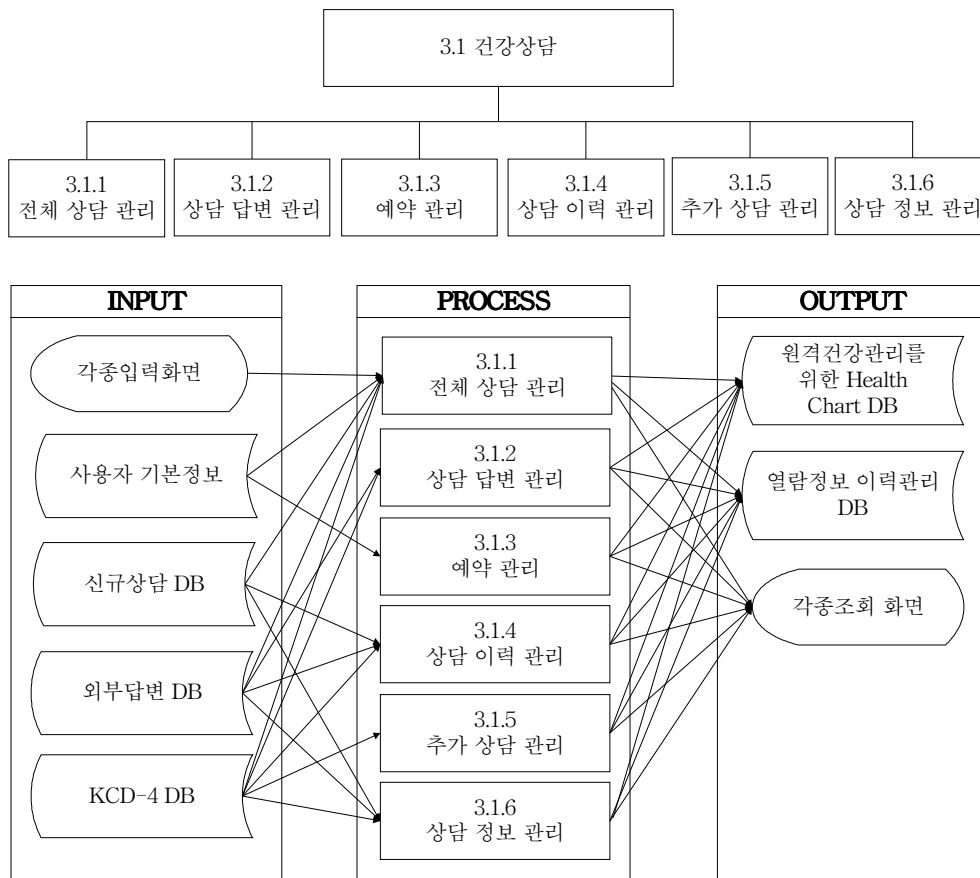 3.1 건강상담
3.1.1
전체 상담 관리
3.1.2
상담 답변 관리
3.1.3
예약 관리
3.1.4
상담 이력 관리
3.1.5
추가 상담 관리
3.1.6
상담 정보 관리
INPUT
각종입력화면
사용자 기본정보
신규상담 DB
외부답변 DB
KCD-4 DB
PROCESS
3.1.1
전체 상담 관리
3.1.2
상담 답변 관리
3.1.3
예약 관리
3.1.4
상담 이력 관리
3.1.5
추가 상담 관리
3.1.6
상담 정보 관리
OUTPUT
원격건강관리를
위한 Health
Chart DB
열람정보 이력관리
DB
각종조회 화면